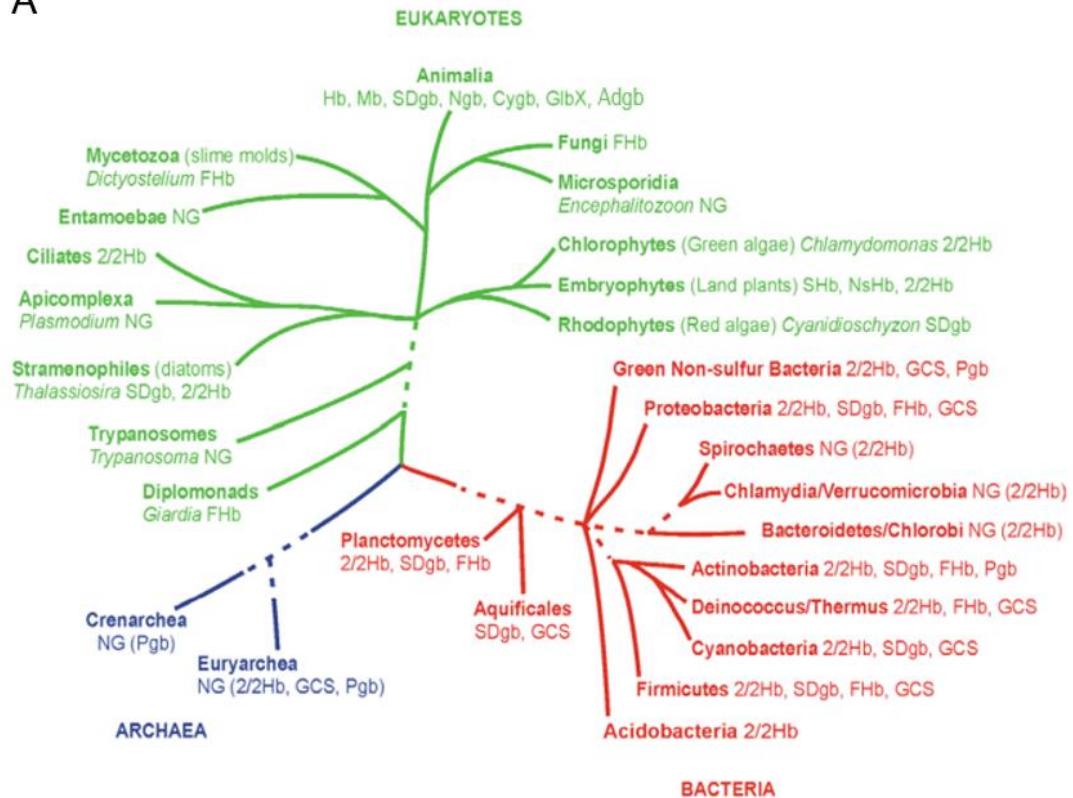 A
EUKARYOTES
Animalia
Hb, Mb, SDgb, Ngb, Cygb, GlbX, Adgb
Fungi FHb
Mycetozoa (slime molds)
Dictyostelium FHb
Microsporidia
Encephalitozoon NG
Entamoebae NG
Chlorophytes (Green algae) Chlamydomonas 2/2Hb
Ciliates 2/2Hb
Embryophytes (Land plants) SHb, NsHb, 2/2Hb
Apicomplexa
Plasmodium NG
Rhodophytes (Red algae) Cyanidioschyzon SDgb
Stramenophiles (diatoms)
Thalassiosira SDgb, 2/2Hb
Green Non-sulfur Bacteria 2/2Hb, GCS, Pgb
Proteobacteria 2/2Hb, SDgb, FHb, GCS
Trypanosomes
Trypanosoma NG
Spirochaetes NG (2/2Hb)
Diplomonads
Giardia FHb
Chlamydia/Verrucomicrobia NG (2/2Hb)
Bacteroidetes/Chlorobi NG (2/2Hb)
Planctomycetes
2/2Hb, SDgb, FHb
Actinobacteria 2/2Hb, SDgb, FHb, Pgb
Aquificales
SDgb, GCS
Deinococcus/Thermus 2/2Hb, FHb, GCS
Crenarchea
NG (Pgb)
Cyanobacteria 2/2Hb, SDgb, GCS
Euryarchea
NG (2/2Hb, GCS, Pgb)
Firmicutes 2/2Hb, SDgb, FHb, GCS
ARCHAEA
Acidobacteria 2/2Hb
BACTERIA